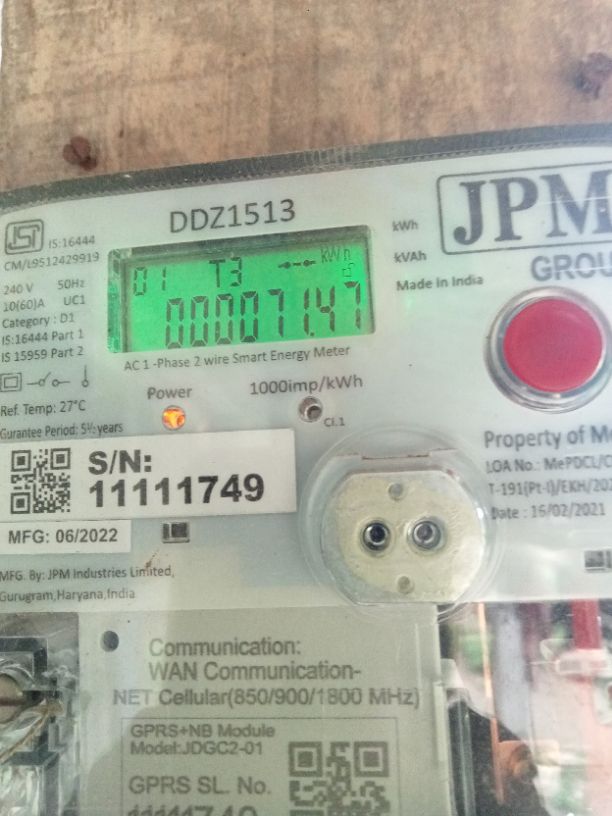 DDZ1513
IS:16444
CM/L9512429919
240 V 50Hz
10(60)A UC1
Category : D1
IS:16444 Part 1
IS 15959 Part 2
01 T3 kWh
000071.47
kWh
kVAh
Made in India
JPM
GROU
AC 1 -Phase 2 wire Smart Energy Meter
Power
1000imp/kWh
Cl.1
Ref. Temp: 27°C
Gurantee Period: 5½ years
S/N:
11111749
MFG: 06/2022
MFG. By: JPM Industries Limited,
Gurugram,Haryana,India
Property of Me
LOA No.: MePDCL/C
T-191(Pt-I)/EKH/202
Date : 16/02/2021
Communication:
WAN Communication-
NET Cellular(850/900/1800 MHz)
GPRS+NB Module
Model:JDGC2-01
GPRS SL. No.